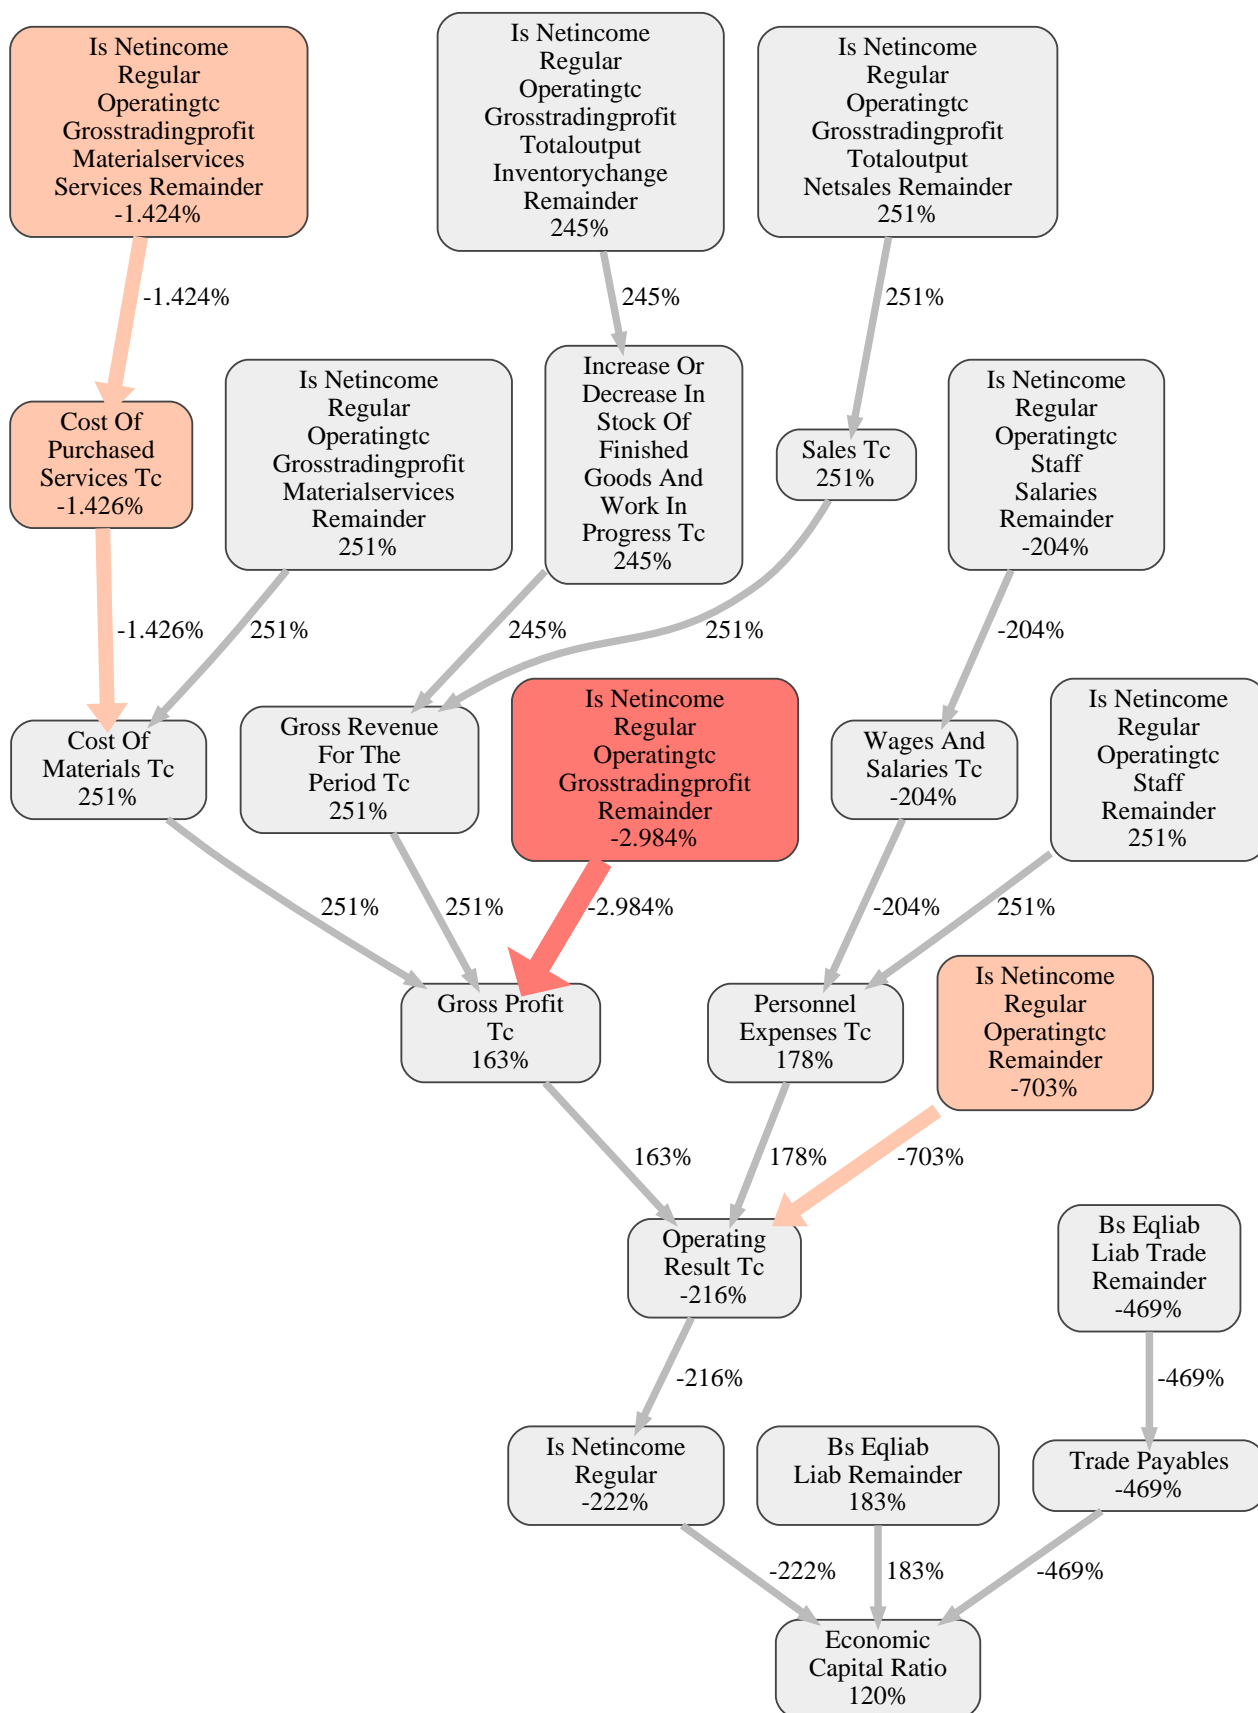 Is Netincome
Regular
Operatingtc
Grosstradingprofit
Materialservices
Services Remainder
-1.424%
Is Netincome
Regular
Operatingtc
Grosstradingprofit
Totaloutput
Inventorychange
Remainder
245%
Is Netincome
Regular
Operatingtc
Grosstradingprofit
Totaloutput
Netsales Remainder
251%
-1.424%
245%
251%
Cost Of
Purchased
Services Tc
-1.426%
Is Netincome
Regular
Operatingtc
Grosstradingprofit
Materialservices
Remainder
251%
Increase Or
Decrease In
Stock Of
Finished
Goods And
Work In
Progress Tc
245%
Sales Tc
251%
Is Netincome
Regular
Operatingtc
Staff
Salaries
Remainder
-204%
-1.426%
251%
245%
251%
-204%
Cost Of
Materials Tc
251%
Gross Revenue
For The
Period Tc
251%
Is Netincome
Regular
Operatingtc
Grosstradingprofit
Remainder
-2.984%
Wages And
Salaries Tc
-204%
Is Netincome
Regular
Operatingtc
Staff
Remainder
251%
251%
251%
-2.984%
-204%
251%
Gross Profit
Tc
163%
Personnel
Expenses Tc
178%
Is Netincome
Regular
Operatingtc
Remainder
-703%
163%
178%
-703%
Operating
Result Tc
-216%
Bs Eqliab
Liab Trade
Remainder
-469%
-216%
-469%
Is Netincome
Regular
-222%
Bs Eqliab
Liab Remainder
183%
Trade Payables
-469%
-222%
183%
-469%
Economic
Capital Ratio
120%